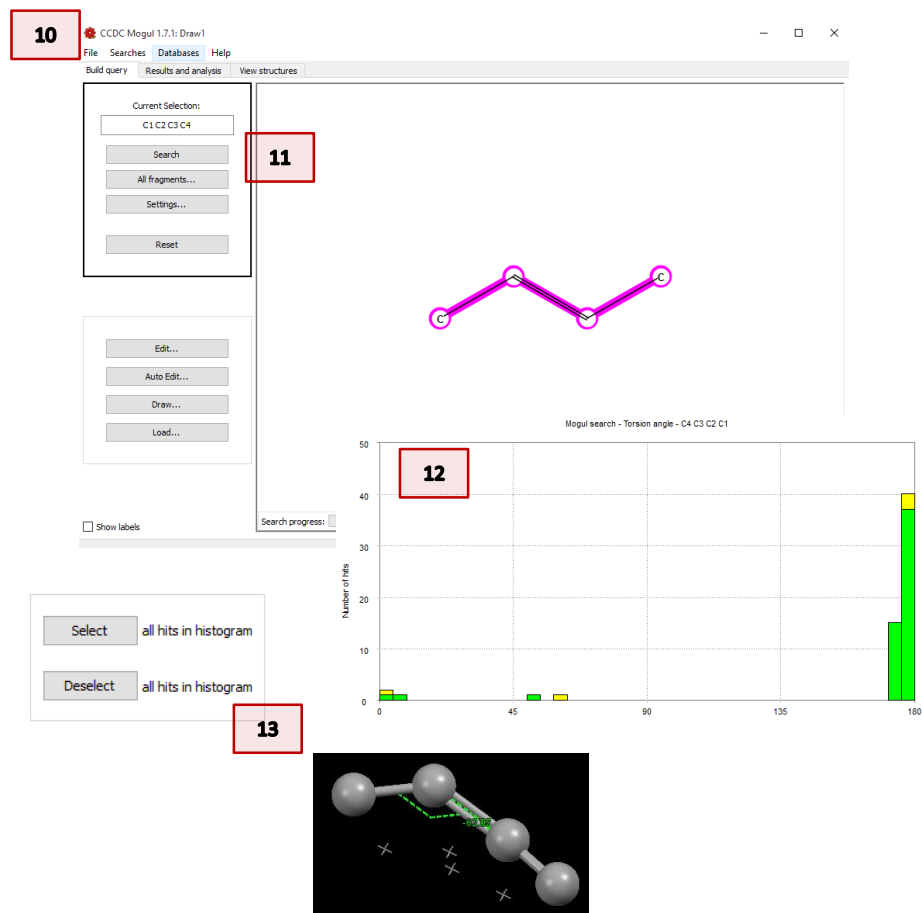 10
CCDC Mogul 1.7.1: Draw1
File Searches Databases Help
Build query Results and analysis View structures
Current Selection:
C1 C2 C3 C4
Search
11
All fragments...
Settings...
Reset
C
C
Edit...
Auto Edit...
Draw...
Load...
Show labels
Search progress:
Mogul search - Torsion angle - C4 C3 C2 C1
12
50
40
30
20
10
0
Number of hits
0 45 90 135 180
Select all hits in histogram
Deselect all hits in histogram
13